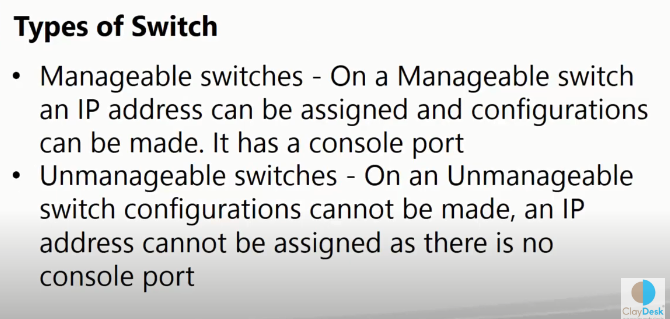 Types of Switch
• Manageable switches - On a Manageable switch
an IP address can be assigned and configurations
can be made. It has a console port
• Unmanageable switches - On an Unmanageable
switch configurations cannot be made, an IP
address cannot be assigned as there is no
console port
ClayDesk